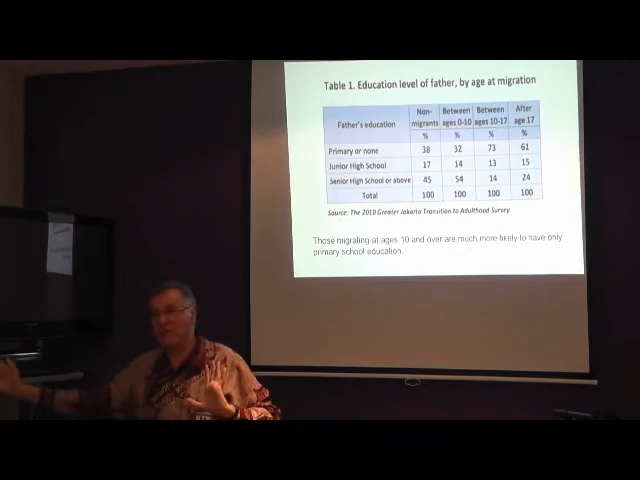 Table 1. Education level of father, by age at migration
Father's education Non-migrants Between ages 0-10 Between ages 10-17 After age 17
% % % %
Primary or none 38 32 73 61
Junior High School 17 14 13 15
Senior High School or above 45 54 14 24
Total 100 100 100 100
Source: The 2010 Greater Jakarta Transition to Adulthood Survey
Those migrating at ages 10 and over are much more likely to have only
primary school education